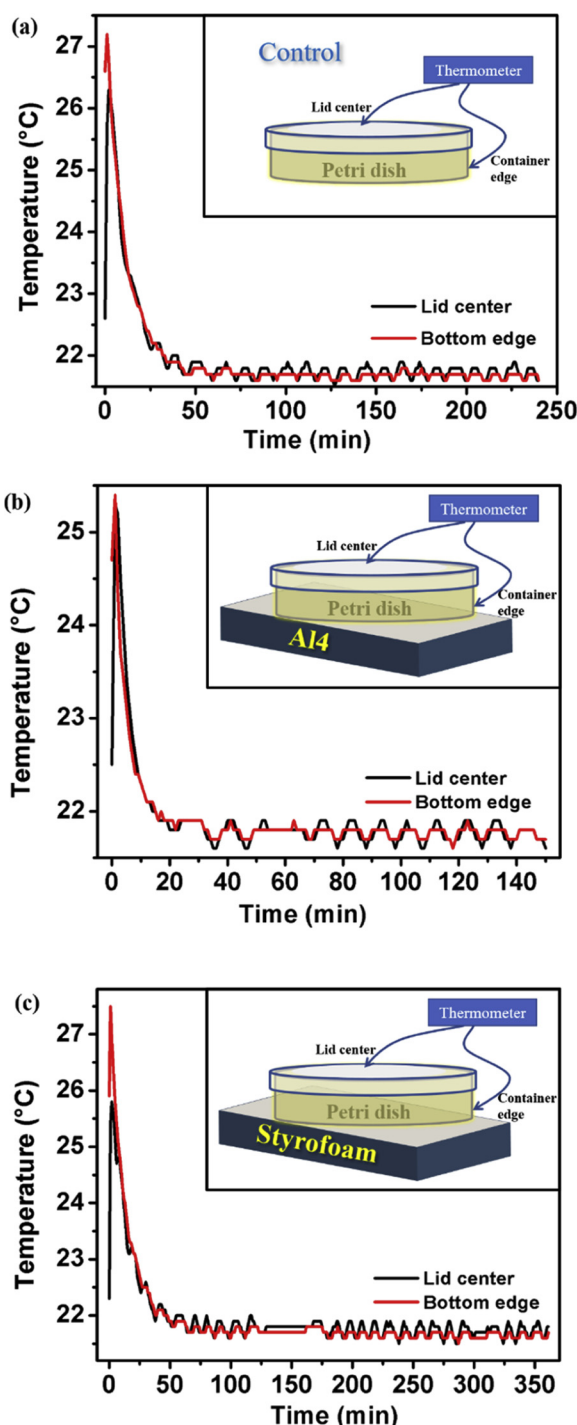 (a)
Temperature (°C)
27
26
25
24
23
22
Control
Thermometer
Lid center
Container
edge
Petri dish
Lid center
Bottom edge
0 50 100 150 200 250
Time (min)
(b)
Temperature (°C)
25
24
23
22
Thermometer
Lid center
Container
edge
Petri dish
Al4
Lid center
Bottom edge
0 20 40 60 80 100 120 140
Time (min)
(c)
Temperature (°C)
27
26
25
24
23
22
Thermometer
Lid center
Container
edge
Petri dish
Styrofoam
Lid center
Bottom edge
0 50 100 150 200 250 300 350
Time (min)